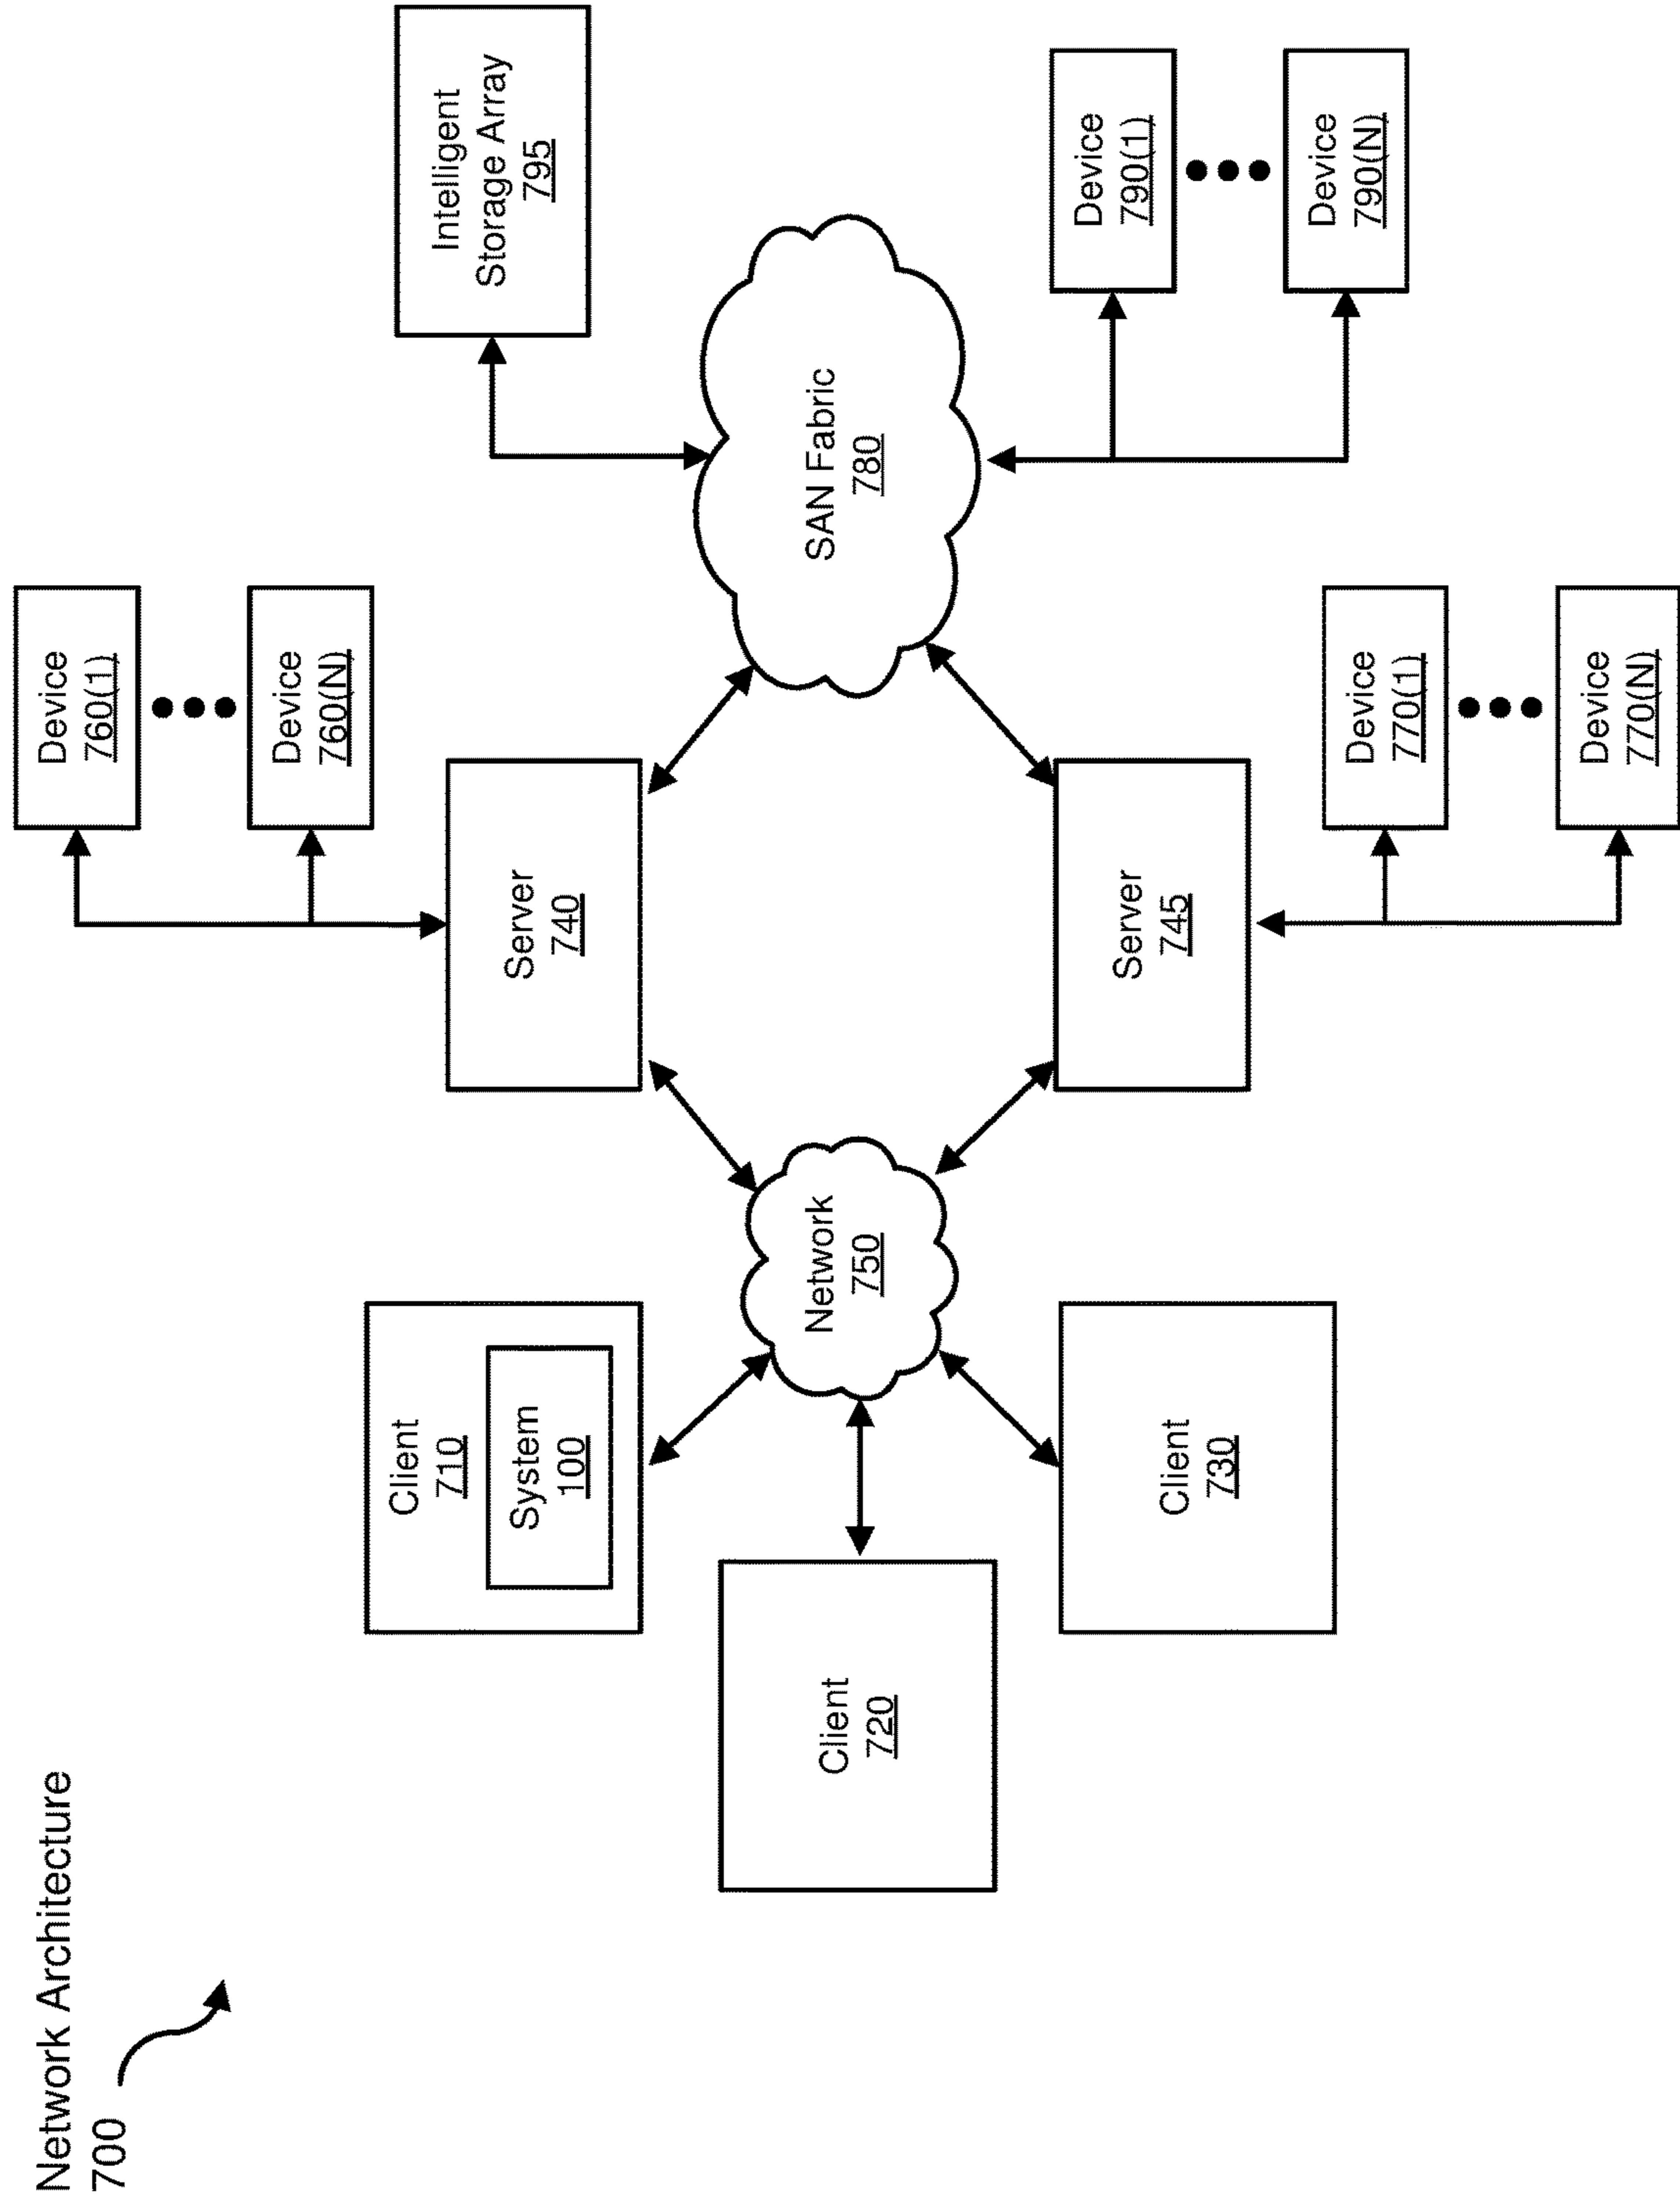 Network Architecture
700
Client
710
System
100
Client
720
Client
730
Network
750
Server
740
Server
745
Device
760(1)
Device
760(N)
Device
770(1)
Device
770(N)
SAN Fabric
780
Intelligent
Storage Array
795
Device
790(1)
Device
790(N)